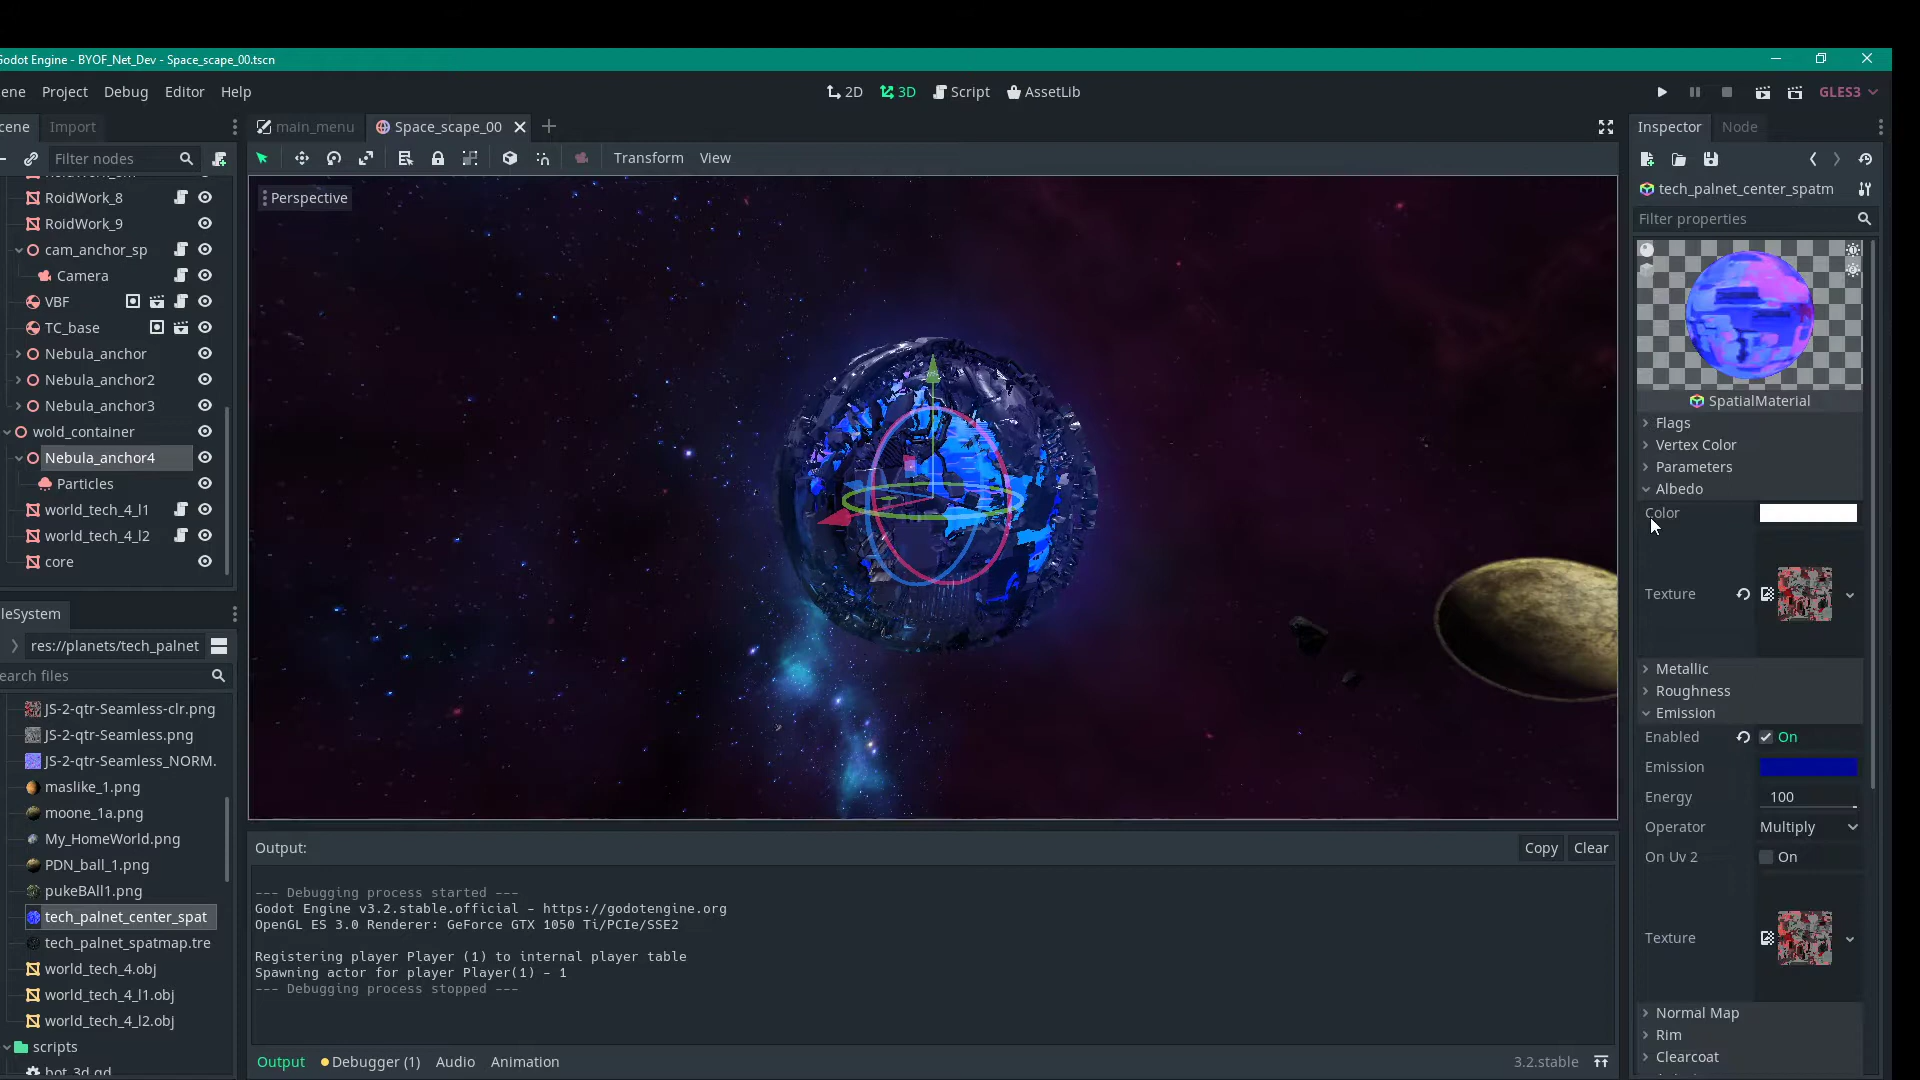 Godot Engine - BYOF_Net_Dev - Space_scape_00.tscn
ene Project Debug Editor Help
2D 3D Script AssetLib
GLES3
cene Import
main_menu Space_scape_00
Inspector Node
Filter nodes
Transform View
RoidWork_8
RoidWork_9
cam_anchor_sp
Camera
VBF
TC_base
Nebula_anchor
Nebula_anchor2
Nebula_anchor3
wold_container
Nebula_anchor4
Particles
world_tech_4_l1
world_tech_4_l2
core
leSystem
res://planets/tech_palnet
earch files
JS-2-qtr-Seamless-clr.png
JS-2-qtr-Seamless.png
JS-2-qtr-Seamless_NORM.
maslike_1.png
moone_1a.png
My_HomeWorld.png
PDN_ball_1.png
pukeBAll1.png
tech_palnet_center_spat
tech_palnet_spatmap.tre
world_tech_4.obj
world_tech_4_l1.obj
world_tech_4_l2.obj
scripts
bot_3d.gd
Perspective
Output:
Copy Clear
--- Debugging process started ---
Godot Engine v3.2.stable.official - https://godotengine.org
OpenGL ES 3.0 Renderer: GeForce GTX 1050 Ti/PCIe/SSE2
Registering player Player (1) to internal player table
Spawning actor for player Player(1) - 1
--- Debugging process stopped ---
Output Debugger (1) Audio Animation
3.2.stable
tech_palnet_center_spatm
Filter properties
SpatialMaterial
Flags
Vertex Color
Parameters
Albedo
Color
Texture
Metallic
Roughness
Emission
Enabled On
Emission
Energy 100
Operator Multiply
On Uv 2 On
Texture
Normal Map
Rim
Clearcoat